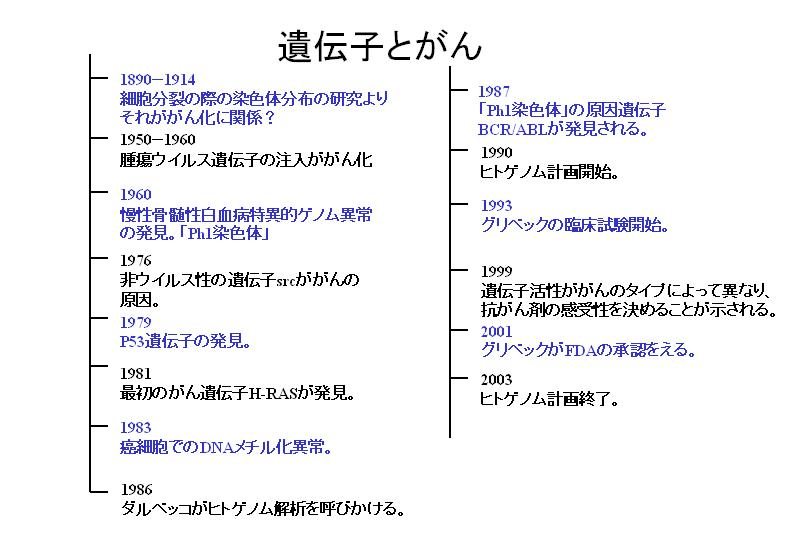 遺伝子とがん
1890－1914
細胞分裂の際の染色体分布の研究より
それががん化に関係？
1950－1960
腫瘍ウイルス遺伝子の注入ががん化
1960
慢性骨髄性白血病特異的ゲノム異常
の発見。「Ph1染色体」
1976
非ウイルス性の遺伝子srcががんの
原因。
1979
P53遺伝子の発見。
1981
最初のがん遺伝子H-RASが発見。
1983
癌細胞でのDNAメチル化異常。
1986
ダルベッコがヒトゲノム解析を呼びかける。
1987
「Ph1染色体」の原因遺伝子
BCR/ABLが発見される。
1990
ヒトゲノム計画開始。
1993
グリベックの臨床試験開始。
1999
遺伝子活性ががんのタイプによって異なり、
抗がん剤の感受性を決めることが示される。
2001
グリベックがFDAの承認をえる。
2003
ヒトゲノム計画終了。